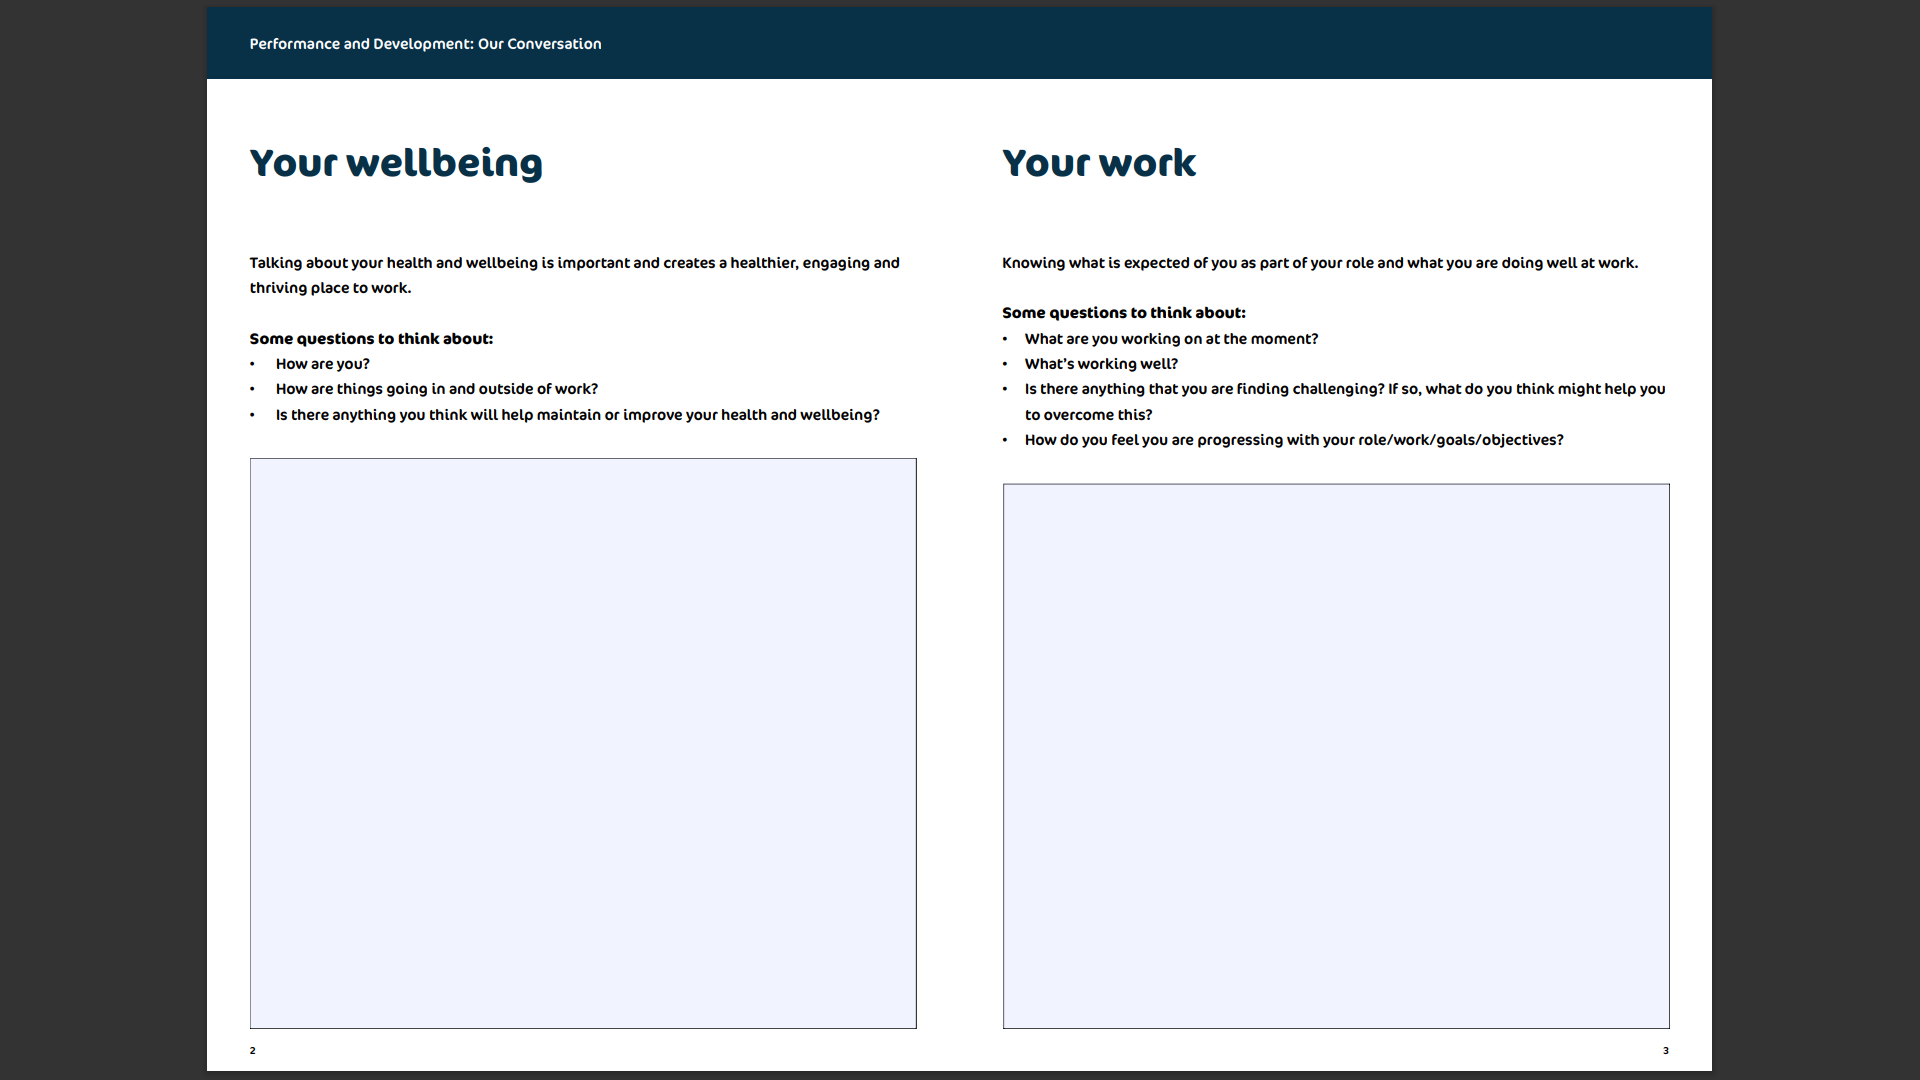 Performance and Development: Our Conversation
Your wellbeing
Talking about your health and wellbeing is important and creates a healthier, engaging and
thriving place to work.
Some questions to think about:
• How are you?
• How are things going in and outside of work?
• Is there anything you think will help maintain or improve your health and wellbeing?
2
Your work
Knowing what is expected of you as part of your role and what you are doing well at work.
Some questions to think about:
• What are you working on at the moment?
• What's working well?
• Is there anything that you are finding challenging? If so, what do you think might help you
to overcome this?
• How do you feel you are progressing with your role/work/goals/objectives?
3